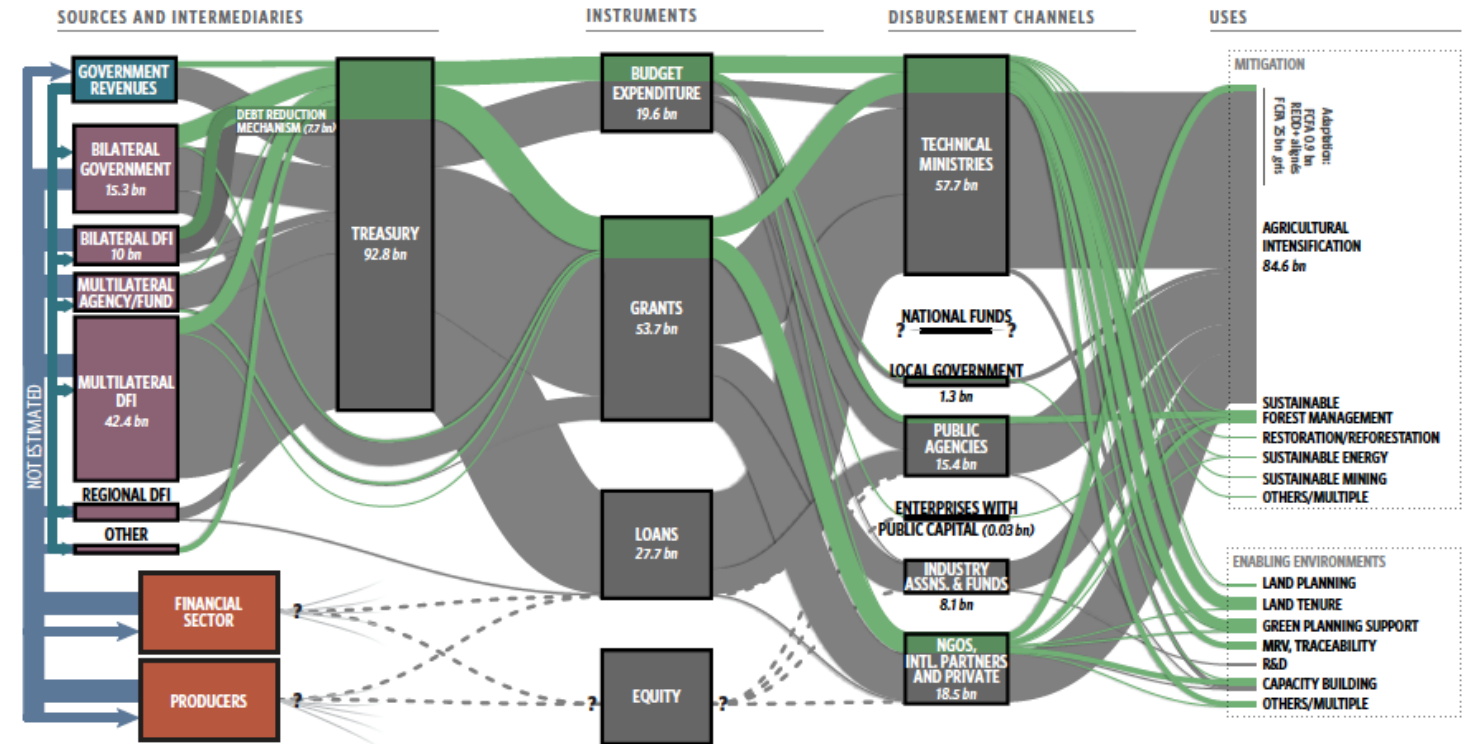 SOURCES AND INTERMEDIARIES
INSTRUMENTS
DISBURSEMENT CHANNELS
USES
GOVERNMENT
REVENUES
DEBT REDUCTION
MECHANISM (7.7 bn)
BILATERAL
GOVERNMENT
15.3 bn
BILATERAL DFI
10 bn
MULTILATERAL
AGENCY/FUND
MULTILATERAL
DFI
42.4 bn
REGIONAL DFI
OTHER
NOT ESTIMATED
FINANCIAL
SECTOR
?
PRODUCERS
?
TREASURY
92.8 bn
BUDGET
EXPENDITURE
19.6 bn
GRANTS
53.7 bn
LOANS
27.7 bn
?
EQUITY
?
TECHNICAL
MINISTRIES
57.7 bn
NATIONAL FUNDS
?
?
LOCAL GOVERNMENT
1.3 bn
PUBLIC
AGENCIES
15.4 bn
ENTERPRISES WITH
PUBLIC CAPITAL (0.03 bn)
INDUSTRY
ASSNS. & FUNDS
8.1 bn
NGOS,
INTL. PARTNERS
AND PRIVATE
18.5 bn
MITIGATION
Adaptation:
FCFA 0.9 bn
REDD+ alignés
FCFA 25 bn gris
AGRICULTURAL
INTENSIFICATION
84.6 bn
SUSTAINABLE
FOREST MANAGEMENT
RESTORATION/REFORESTATION
SUSTAINABLE ENERGY
SUSTAINABLE MINING
OTHERS/MULTIPLE
ENABLING ENVIRONMENTS
LAND PLANNING
LAND TENURE
GREEN PLANNING SUPPORT
MRV, TRACEABILITY
R&D
CAPACITY BUILDING
OTHERS/MULTIPLE